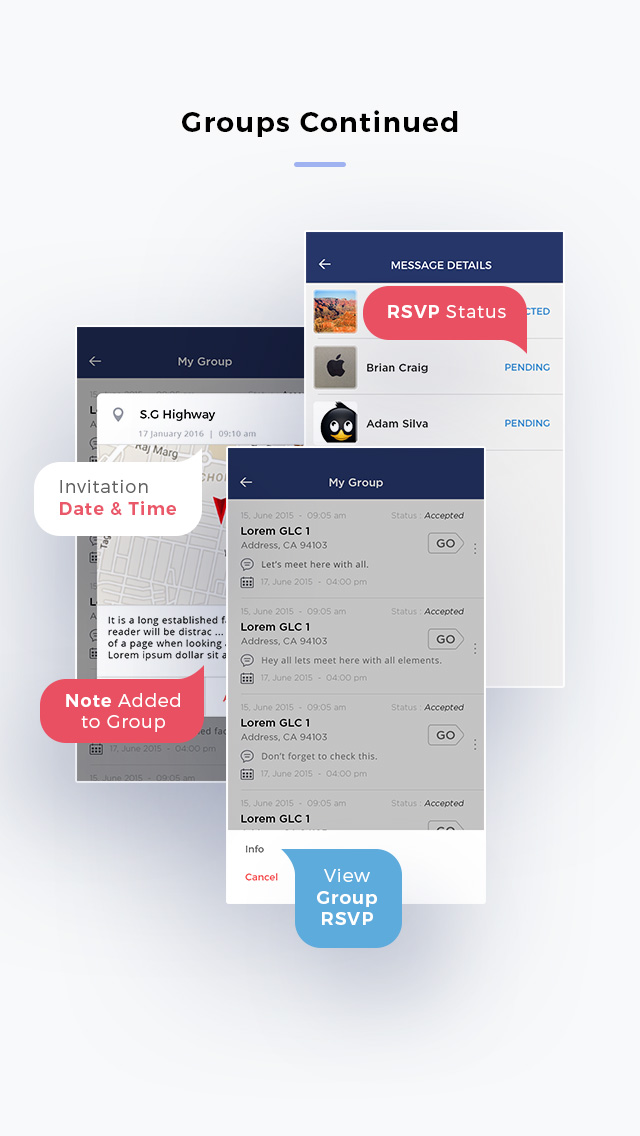 Groups Continued
MESSAGE DETAILS
RSVP Status
CTED
Brian Craig
PENDING
Adam Silva
PENDING
My Group
S.G Highway
17 January 2016 | 09:10 am
Raj Marg
Invitation
Date & Time
It is a long established fa
reader will be distrac ...
of a page when looking
Lorem ipsum dollar sit a
Note Added
to Group
17, June 2015 - 04:00 pm
15, June 2015 - 09:05 am
My Group
15, June 2015 - 09:05 am
Status : Accepted
Lorem GLC 1
Address, CA 94103
GO
Let's meet here with all.
17, June 2015 - 04:00 pm
15, June 2015 - 09:05 am
Status : Accepted
Lorem GLC 1
Address, CA 94103
GO
Hey all lets meet here with all elements.
17, June 2015 - 04:00 pm
15, June 2015 - 09:05 am
Status : Accepted
Lorem GLC 1
Address, CA 94103
GO
Don't forget to check this.
17, June 2015 - 04:00 pm
15, June 2015 - 09:05 am
Status : Accepted
Lorem GLC 1
GO
Info
Cancel
View
Group
RSVP